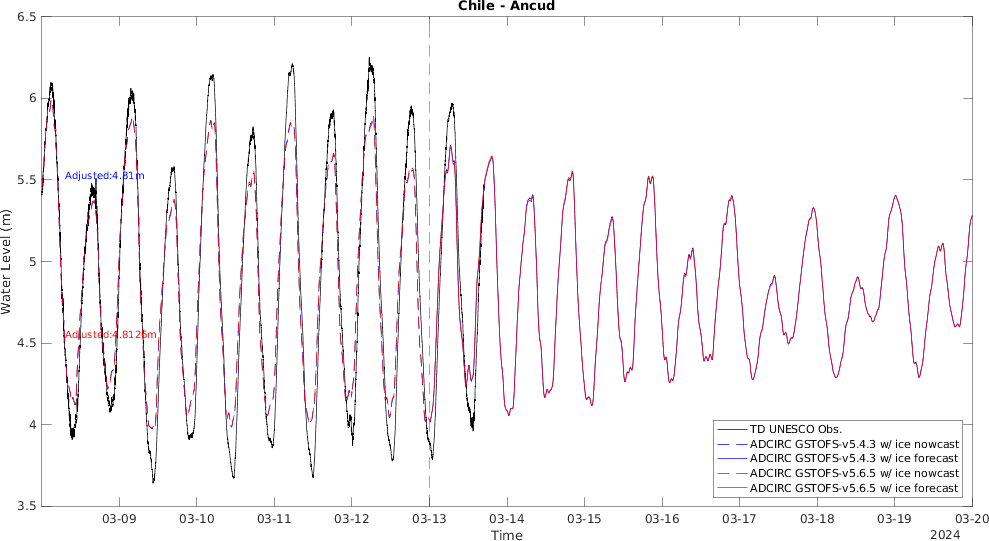 Chile - Ancud
6.5
6
5.5
5
4.5
4
3.5
Water Level (m)
Adjusted:4.81m
Adjusted:4.8126m
TD UNESCO Obs.
ADCIRC GSTOFS-v5.4.3 w/ ice nowcast
ADCIRC GSTOFS-v5.4.3 w/ ice forecast
ADCIRC GSTOFS-v5.6.5 w/ ice nowcast
ADCIRC GSTOFS-v5.6.5 w/ ice forecast
03-09 03-10 03-11 03-12 03-13 03-14 03-15 03-16 03-17 03-18 03-19 03-20
Time
2024